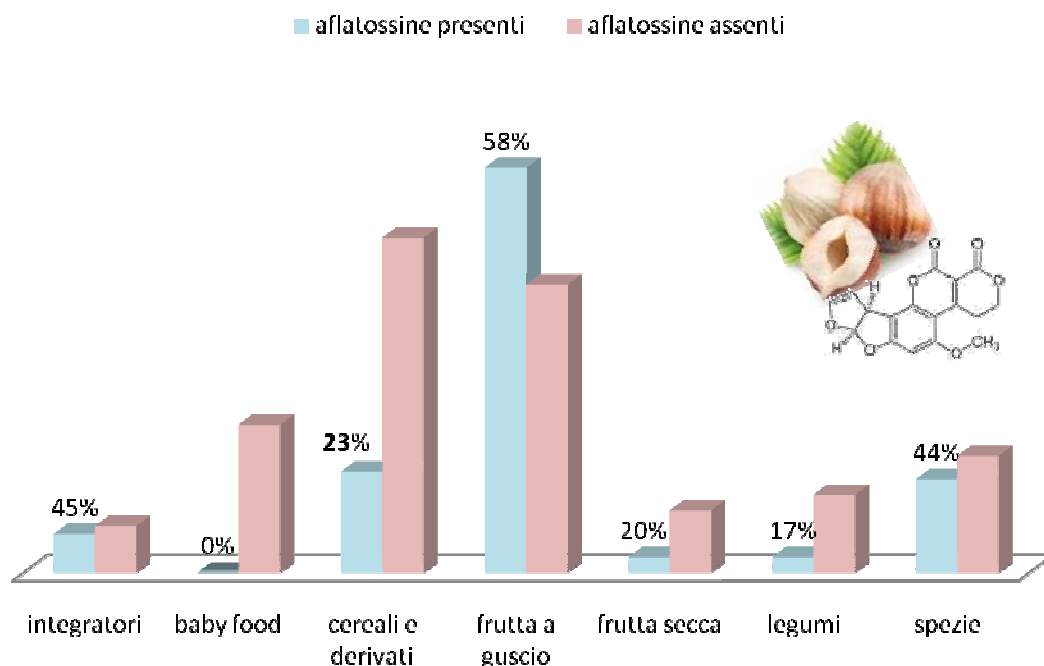 aflatossine presenti aflatossine assenti
58%
23%
45%
0%
20%
17%
44%
O O
O O
H
O
H O O CH3
integratori baby food cereali e derivati frutta a guscio frutta secca legumi spezie